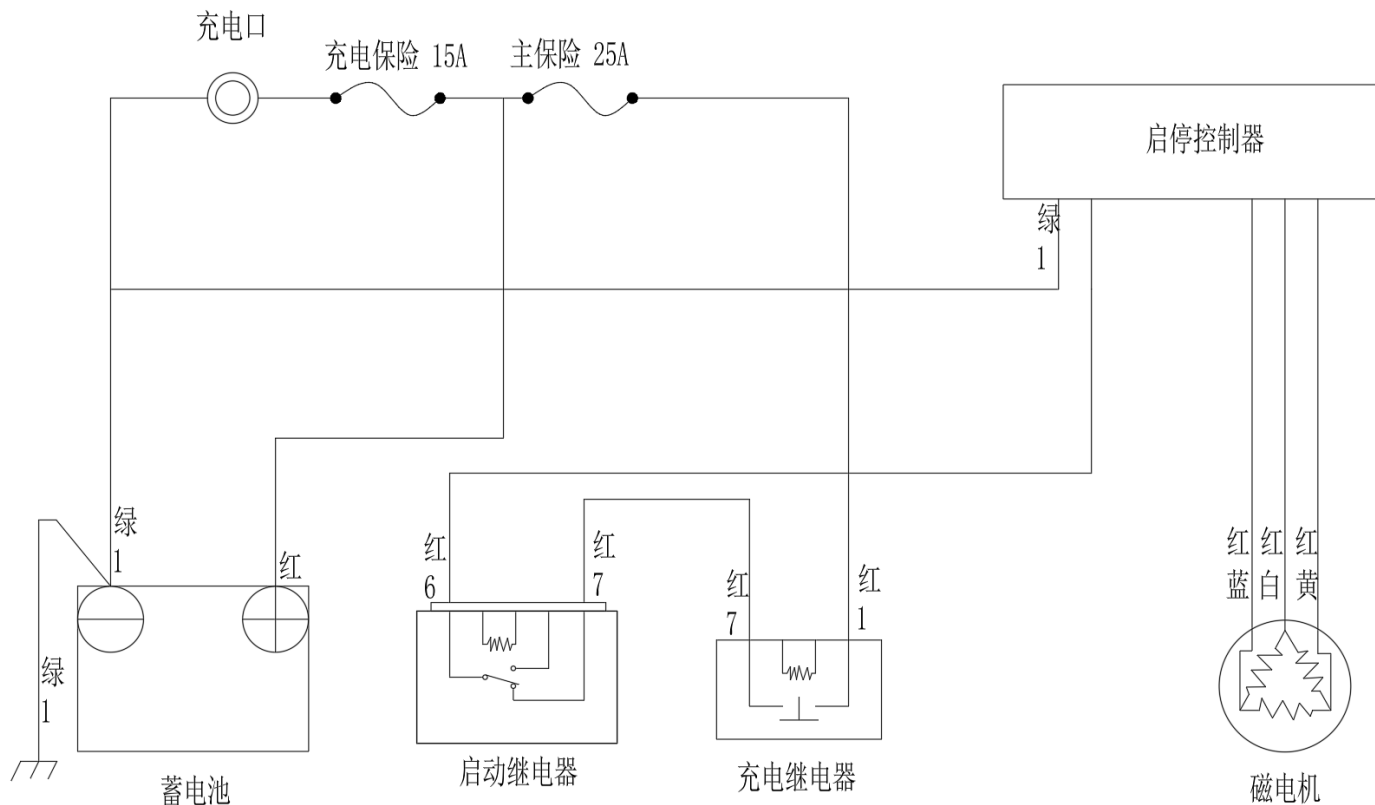 充电口
充电保险 15A
主保险 25A
启停控制器
绿
1
绿
1
红
绿
1
红
6
红
7
红
7
红
1
红
蓝
红
白
红
黄
蓄电池
启动继电器
充电继电器
磁电机